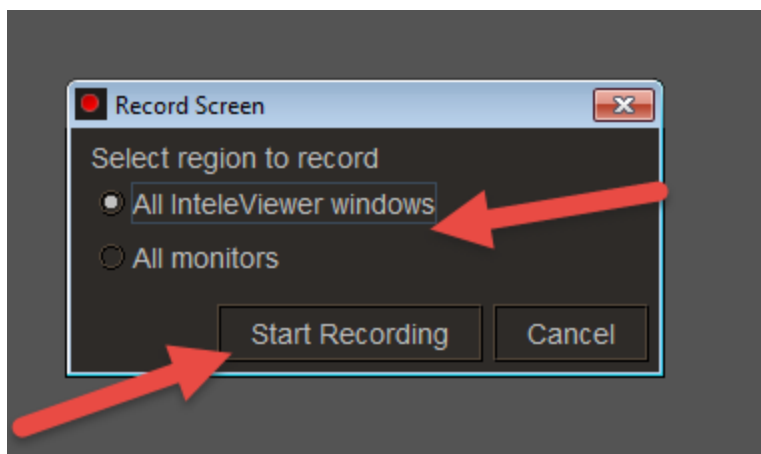 Record Screen
Select region to record
All InteleViewer windows
All monitors
Start Recording Cancel